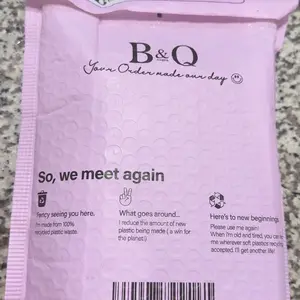 B&Q
Your Order made our day
So, we meet again
Fancy seeing you here.
I'm made from 100%
recycled plastic waste.
What goes around...
I reduce the amount of new
plastic being made ( a win for
the planet!)
Here's to new beginnings
Please use me again
When I'm old and tired, you can
me wherever soft plastics
accepted. I'll get another life!